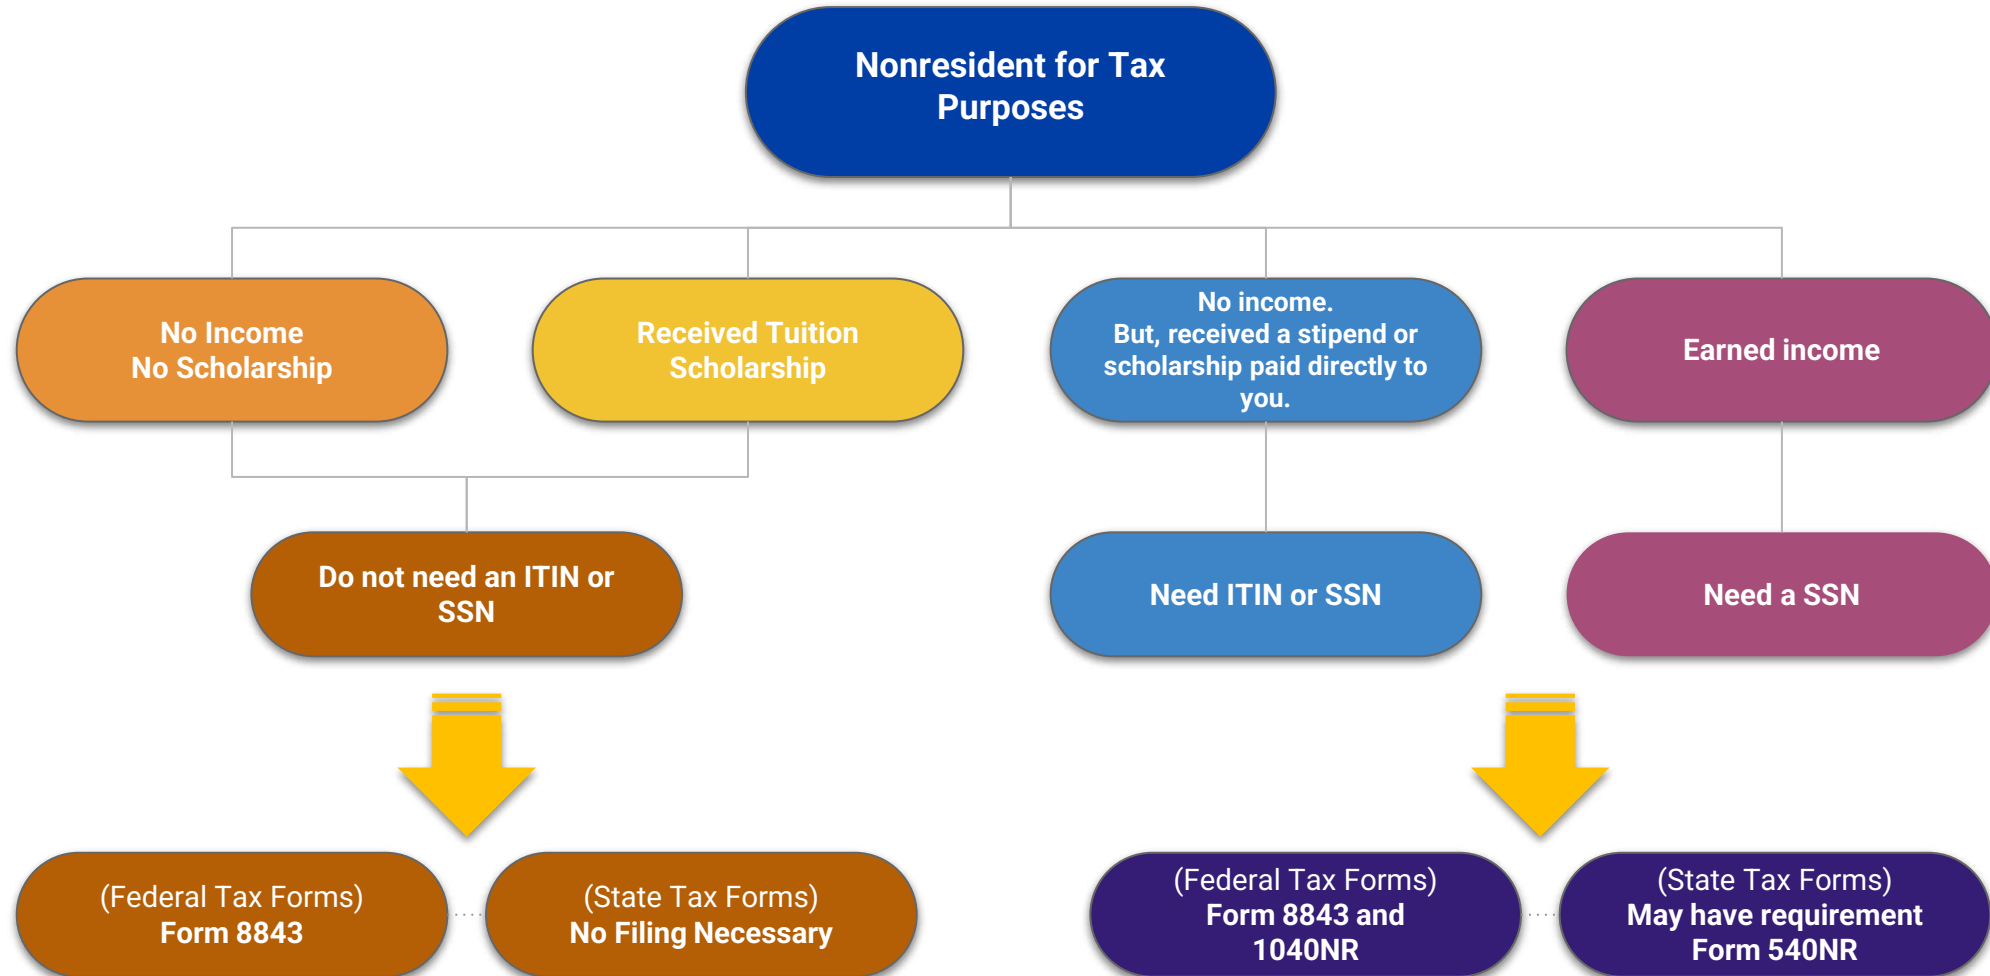 Nonresident for Tax
Purposes
No Income
No Scholarship
Received Tuition
Scholarship
No income.
But, received a stipend or
scholarship paid directly to
you.
Earned income
Do not need an ITIN or
SSN
Need ITIN or SSN
Need a SSN
(Federal Tax Forms)
Form 8843
(State Tax Forms)
No Filing Necessary
(Federal Tax Forms)
Form 8843 and
1040NR
(State Tax Forms)
May have requirement
Form 540NR